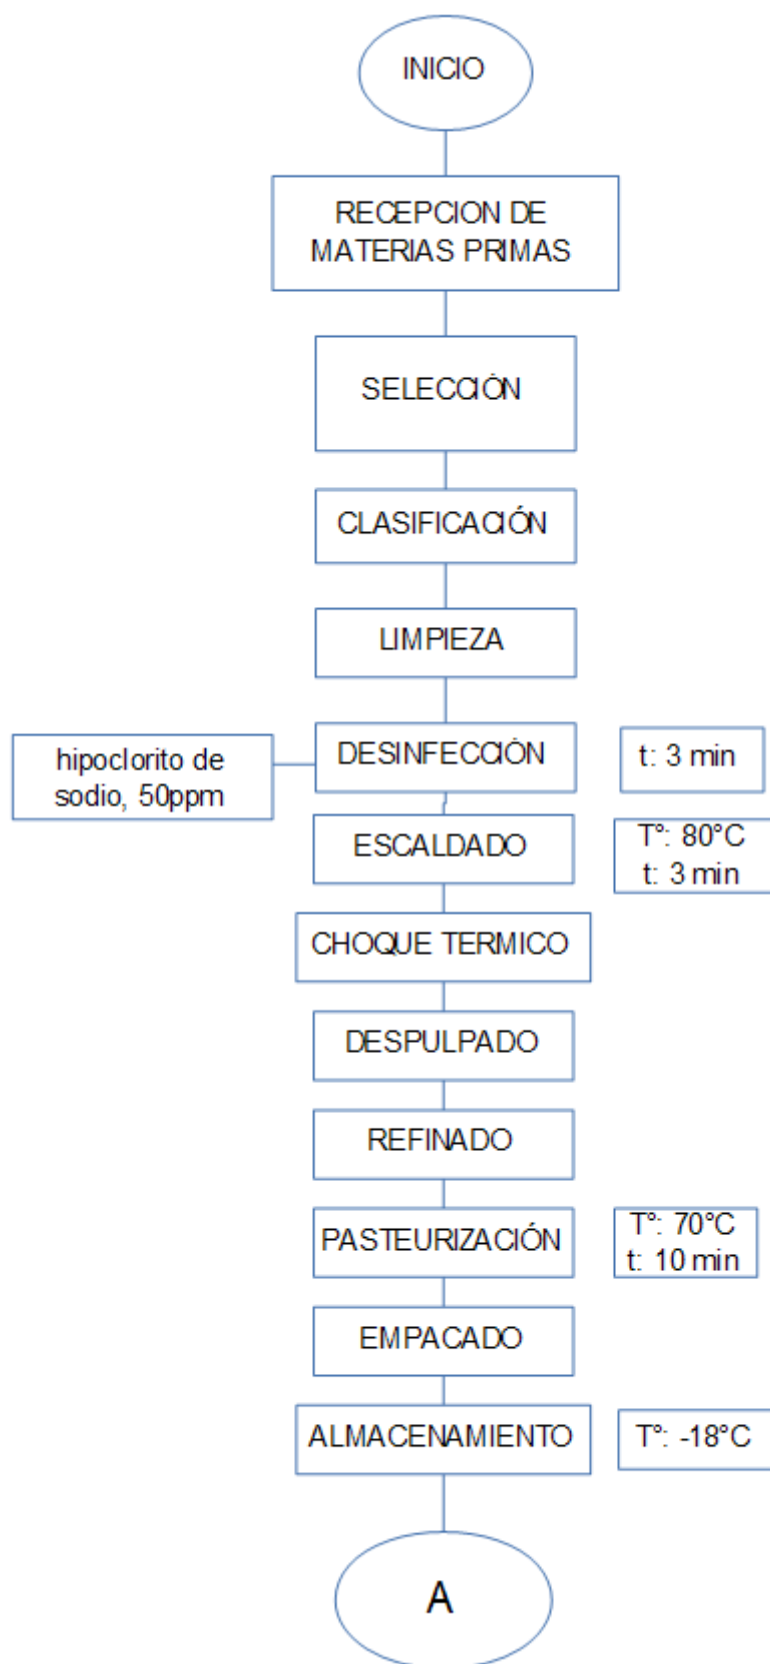 INICIO
RECEPCION DE
MATERIAS PRIMAS
SELECCIÓN
CLASIFICACIÓN
LIMPIEZA
hipoclorito de
sodio, 50ppm
DESINFECCIÓN
t: 3 min
ESCALDADO
T°: 80°C
t: 3 min
CHOQUE TERMICO
DESPULPADO
REFINADO
PASTEURIZACIÓN
T°: 70°C
t: 10 min
EMPACADO
ALMACENAMIENTO
T°: -18°C
A